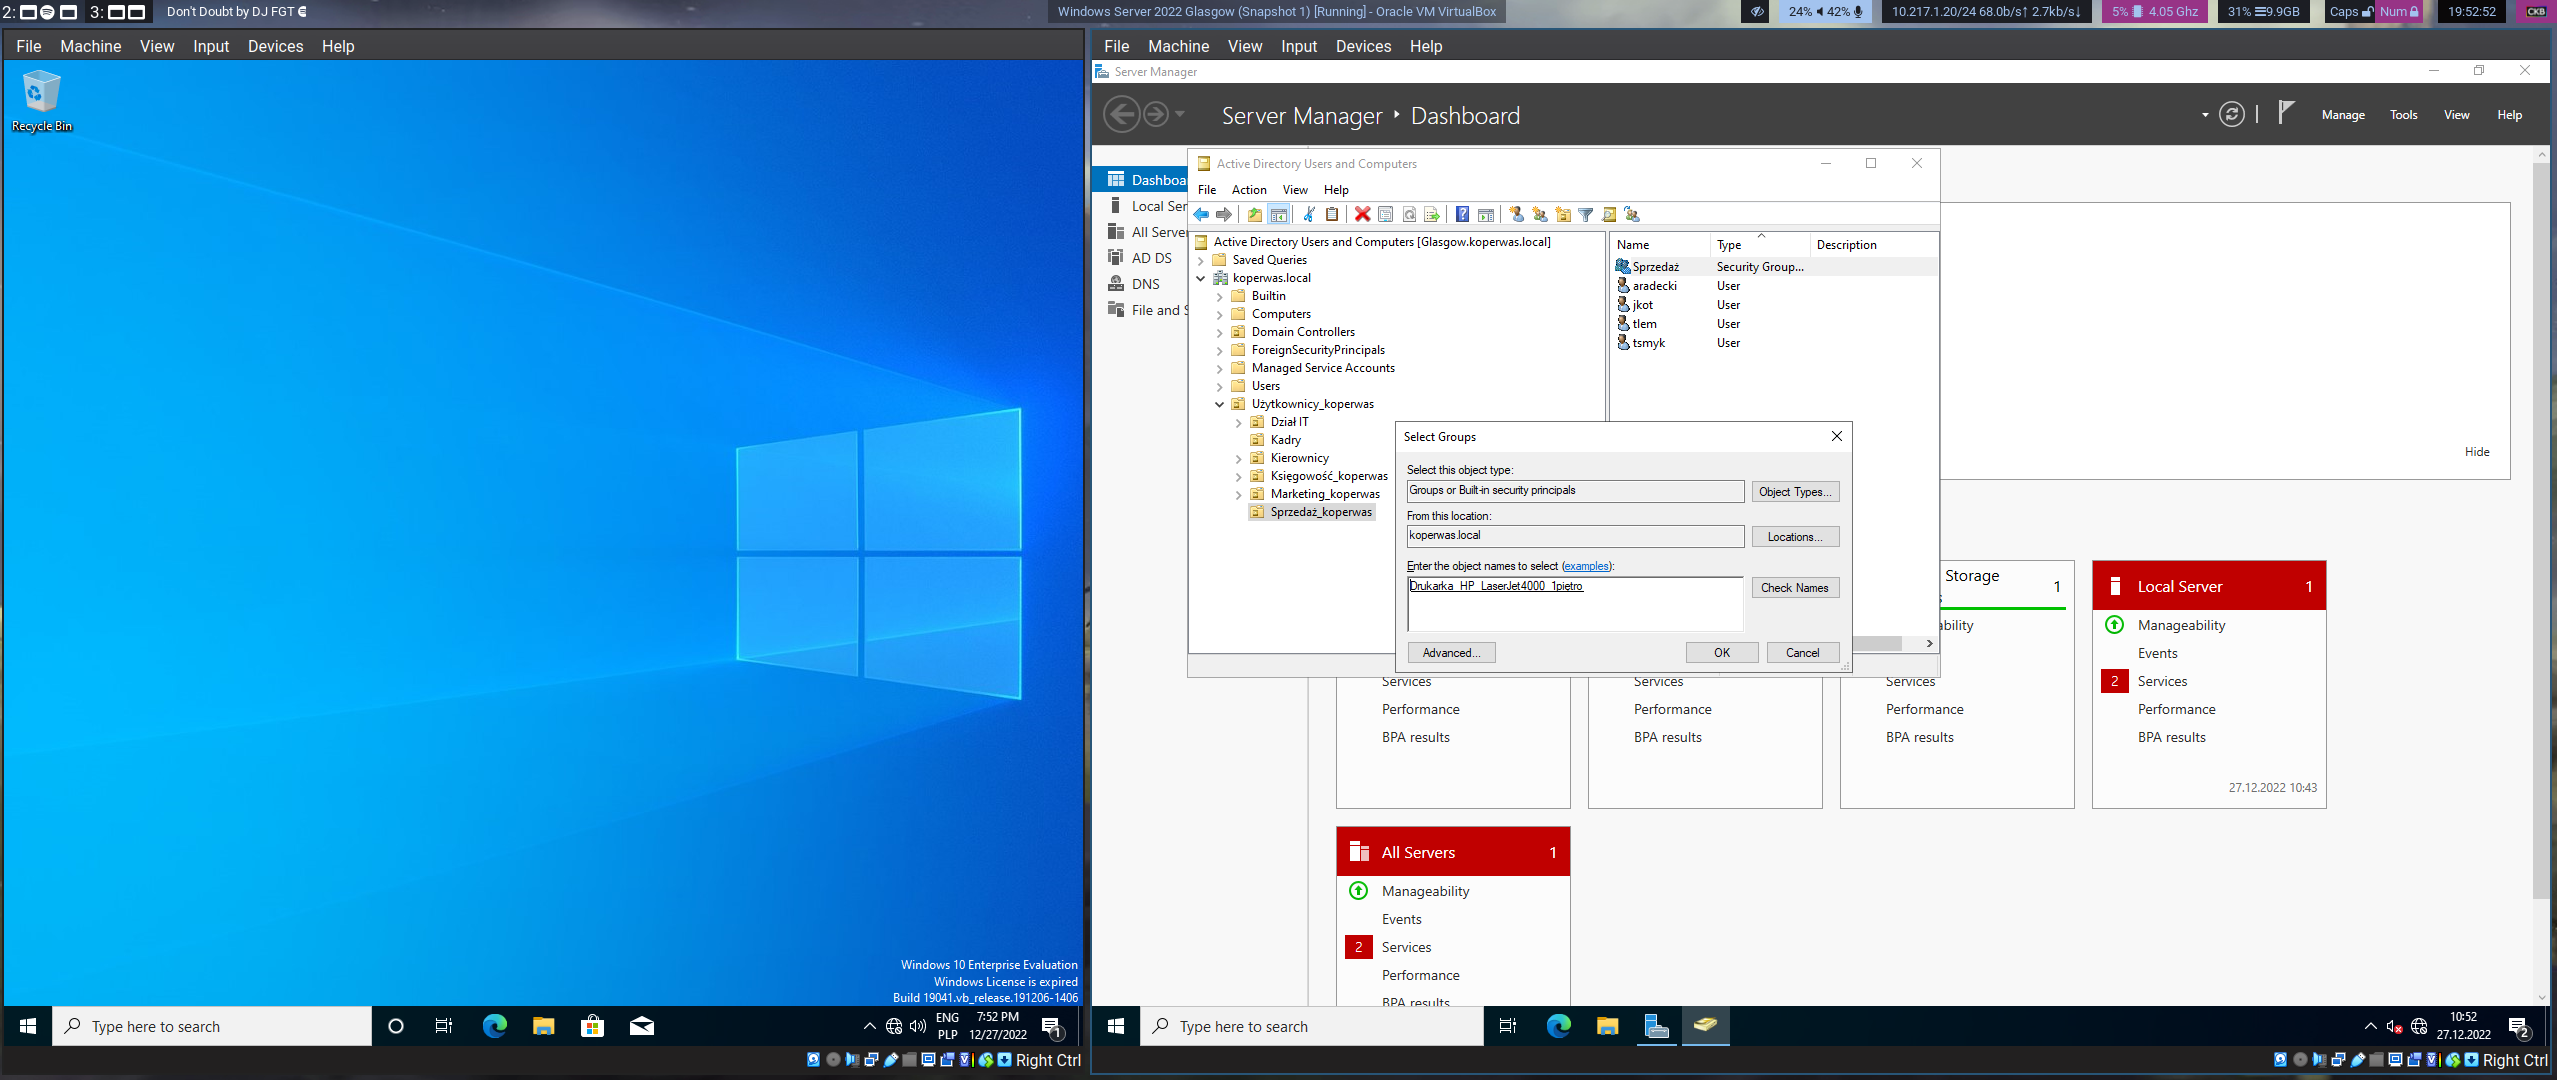 2:
3:
Don't Doubt by DJ FGT
Windows Server 2022 Glasgow (Snapshot 1) [Running] - Oracle VM VirtualBox
24% 42%
10.217.1.20/24 68.0b/s↑ 2.7kb/s↓
5% 4.05 Ghz
31% 9.9GB
Caps Num
19:52:52
CKB
File Machine View Input Devices Help
Recycle Bin
Windows 10 Enterprise Evaluation
Windows License is expired
Build 19041.vb_release.191206-1406
Type here to search
ENG
PLP
7:52 PM
12/27/2022
1
Right Ctrl
File Machine View Input Devices Help
Server Manager
Server Manager ‣ Dashboard
Manage Tools View Help
Dashboa
Local Ser
All Serve
AD DS
DNS
File and S
Active Directory Users and Computers
File Action View Help
Active Directory Users and Computers [Glasgow.koperwas.local]
Saved Queries
koperwas.local
Builtin
Computers
Domain Controllers
ForeignSecurityPrincipals
Managed Service Accounts
Users
Użytkownicy_koperwas
Dział IT
Kadry
Kierownicy
Księgowość_koperwas
Marketing_koperwas
Sprzedaż_koperwas
Name Type Description
Sprzedaż Security Group...
aradecki User
jkot User
tlem User
tsmyk User
Select Groups
Select this object type:
Groups or Built-in security principals
Object Types...
From this location:
koperwas.local
Locations...
Enter the object names to select (examples):
Drukarka_HP_LaserJet4000_1piętro
Check Names
Advanced...
OK
Cancel
Hide
Services
Performance
BPA results
Services
Performance
BPA results
Storage
1
s
ability
Services
Performance
BPA results
Local Server 1
Manageability
Events
2 Services
Performance
BPA results
27.12.2022 10:43
All Servers 1
Manageability
Events
2 Services
Performance
BPA results
Type here to search
10:52
27.12.2022
2
Right Ctrl